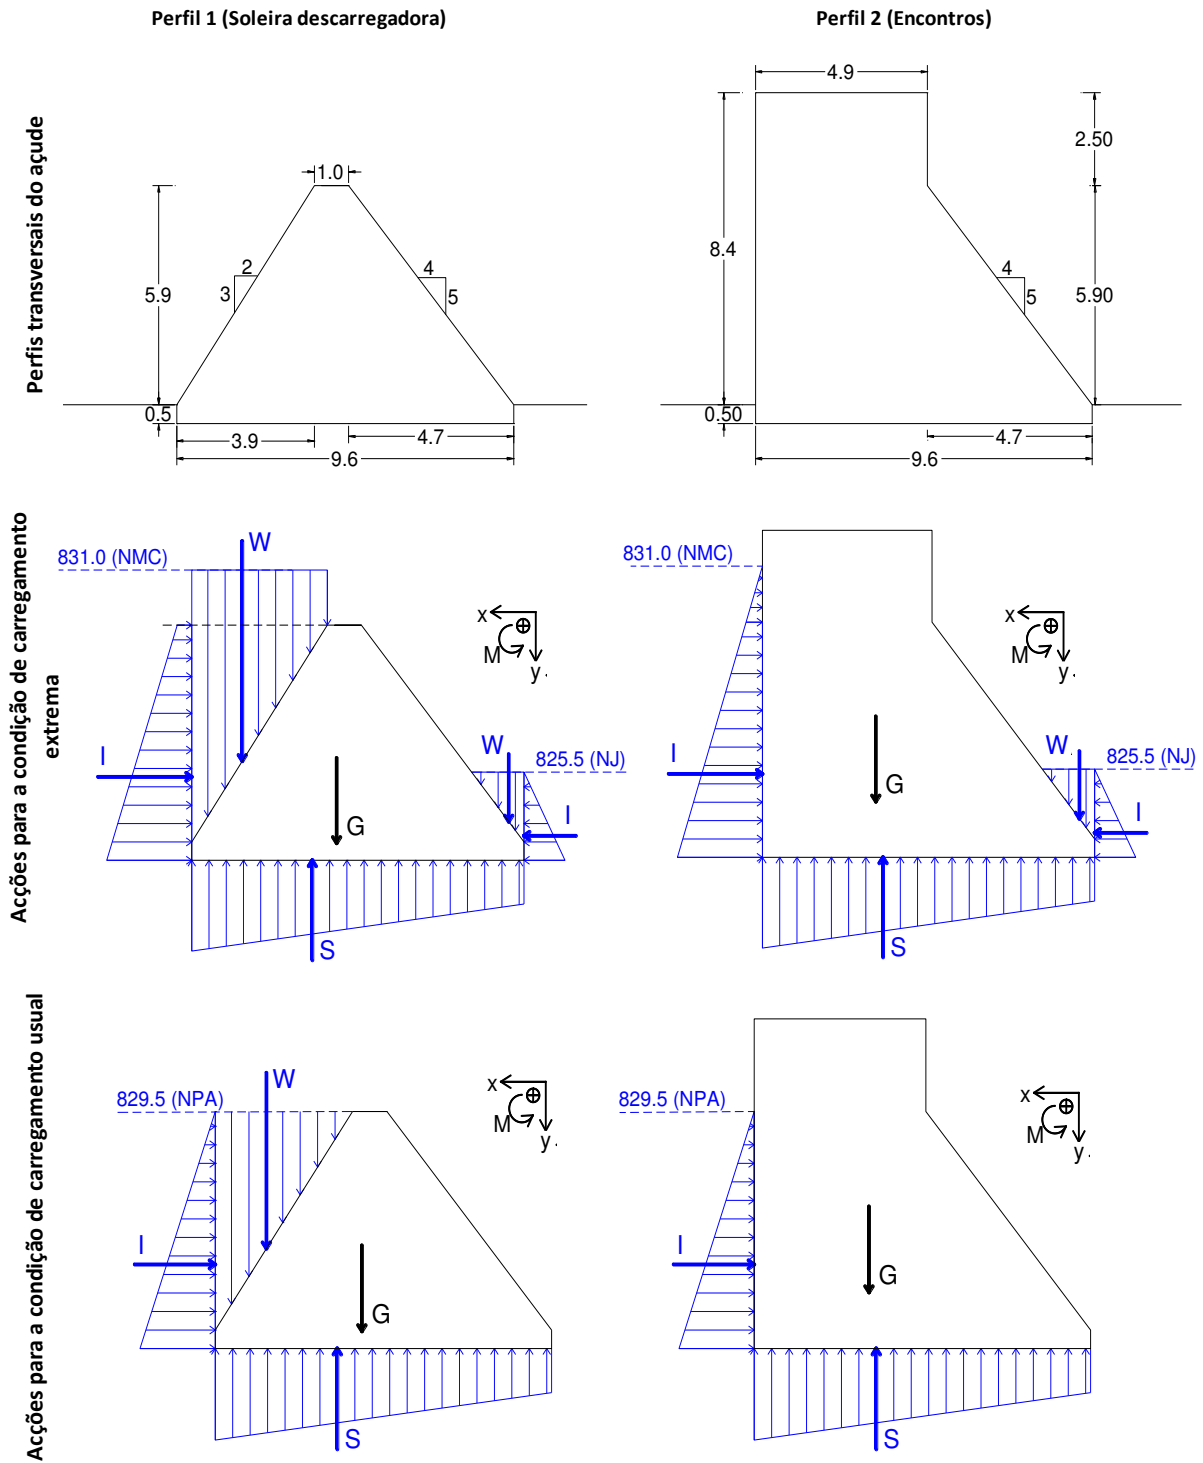 Perfil 1 (Soleira descarregadora)
Perfil 2 (Encontros)
Perfis transversais do açude
1.0
2
3
4
5
5.9
0.5
3.9
4.7
9.6
4.9
2.50
8.4
4
5
5.90
0.50
4.7
9.6
Acções para a condição de carregamento
extrema
831.0 (NMC)
W
x
M
y
W
825.5 (NJ)
I
I
G
S
831.0 (NMC)
x
M
y
W
825.5 (NJ)
I
I
G
S
Acções para a condição de carregamento usual
829.5 (NPA)
W
x
M
y
I
G
S
829.5 (NPA)
x
M
y
I
G
S